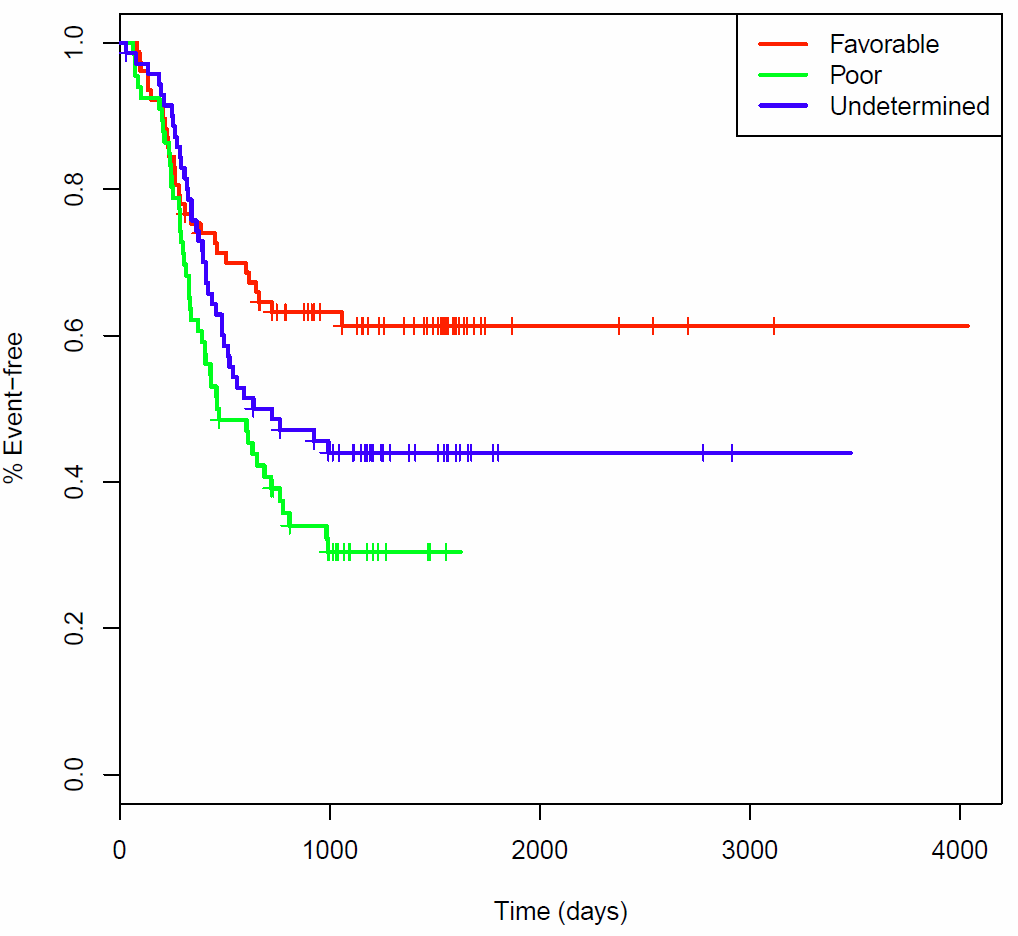 Favorable
Poor
Undetermined
1.0
0.8
0.6
0.4
0.2
0.0
% Event−free
0 1000 2000 3000 4000
Time (days)